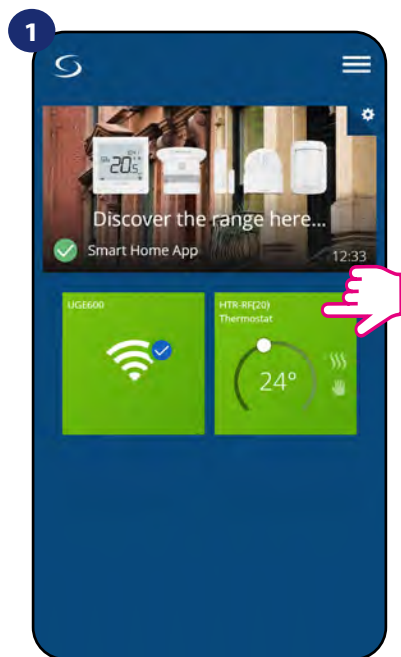 1
Discover the range here...
Smart Home App
12:33
UGE600
HTR-RF(20)
Thermostat
24°